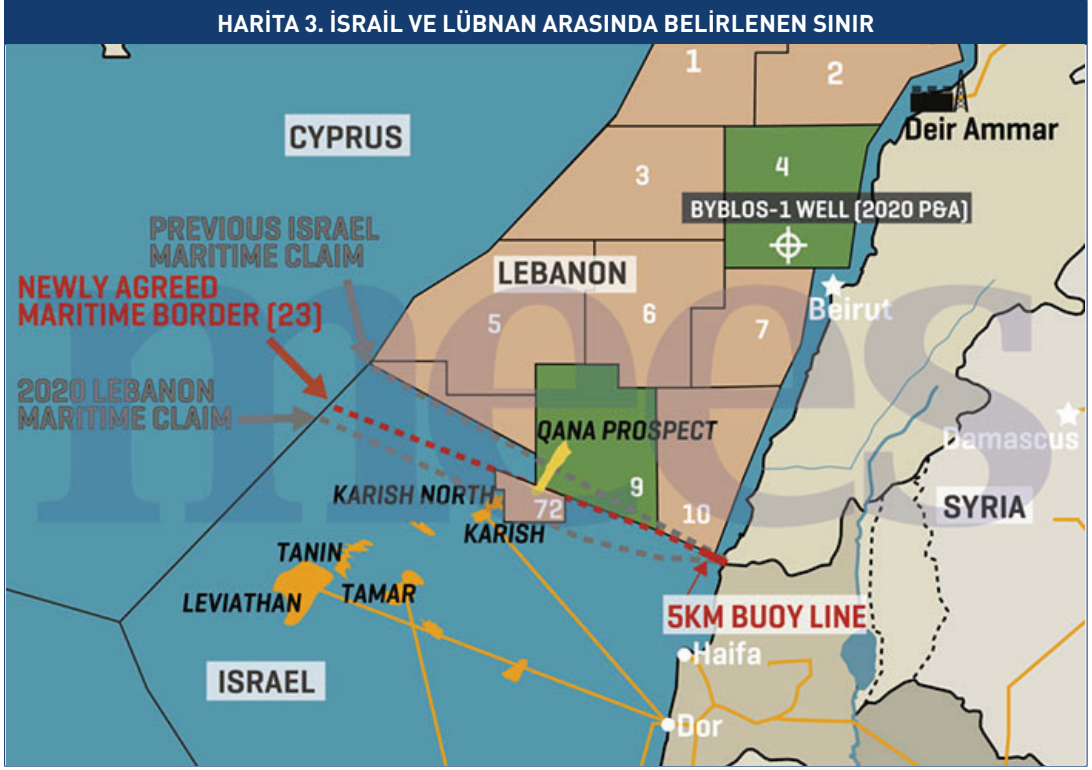 HARİTA 3. İSRAİL VE LÜBNAN ARASINDA BELİRLENEN SINIR
1
2
Deir Ammar
CYPRUS
3
4
BYBLOS-1 WELL (2020 P&A)
PREVIOUS ISRAEL
MARITIME CLAIM
NEWLY AGREED
MARITIME BORDER (23)
LEBANON
5
6
7
Beirut
2020 LEBANON
MARITIME CLAIM
mees
QANA PROSPECT
Damascus
KARISH NORTH
72
9
10
SYRIA
KARISH
TANIN
LEVIATHAN
TAMAR
5KM BUOY LINE
Haifa
ISRAEL
Dor